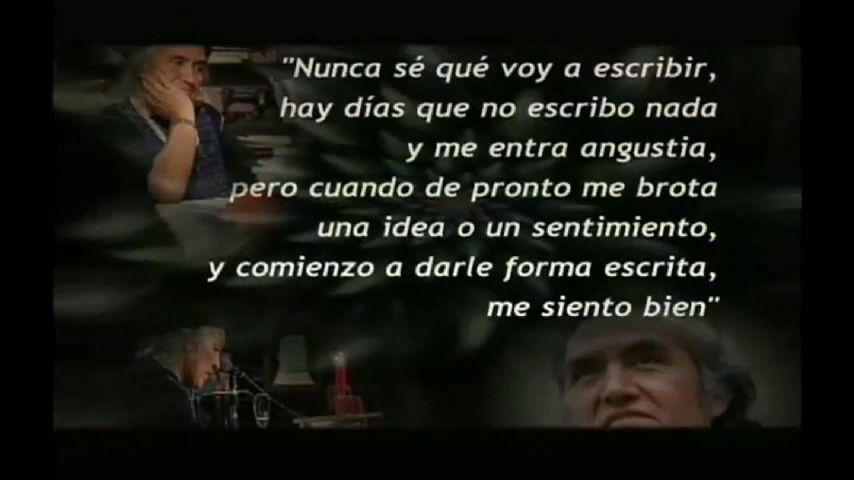 "Nunca sé qué voy a escribir,
hay días que no escribo nada
y me entra angustia,
pero cuando de pronto me brota
una idea o un sentimiento,
y comienzo a darle forma escrita,
me siento bien"